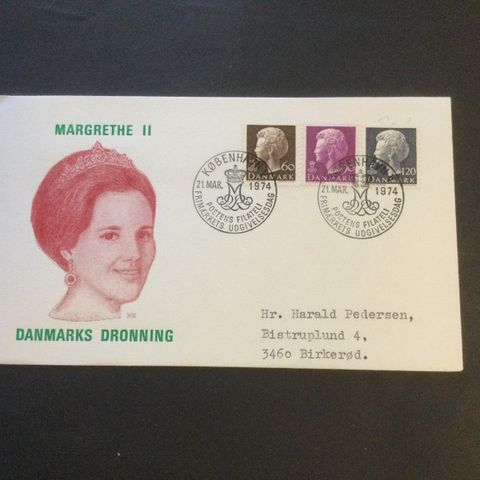 MARGRETHE II
DANMARKS DRONNING
60
DANMARK
DANMARK
120
DANMARK
KØBENHAVN
21. MAR. 1974
POSTENS FILATELI
FRIMÆRKETS UDGIVELSESDAG
KØBENHAVN
21. MAR. 1974
POSTENS FILATELI
FRIMÆRKETS UDGIVELSESDAG
Hr. Harald Pedersen,
Bistruplund 4,
3460 Birkerød.